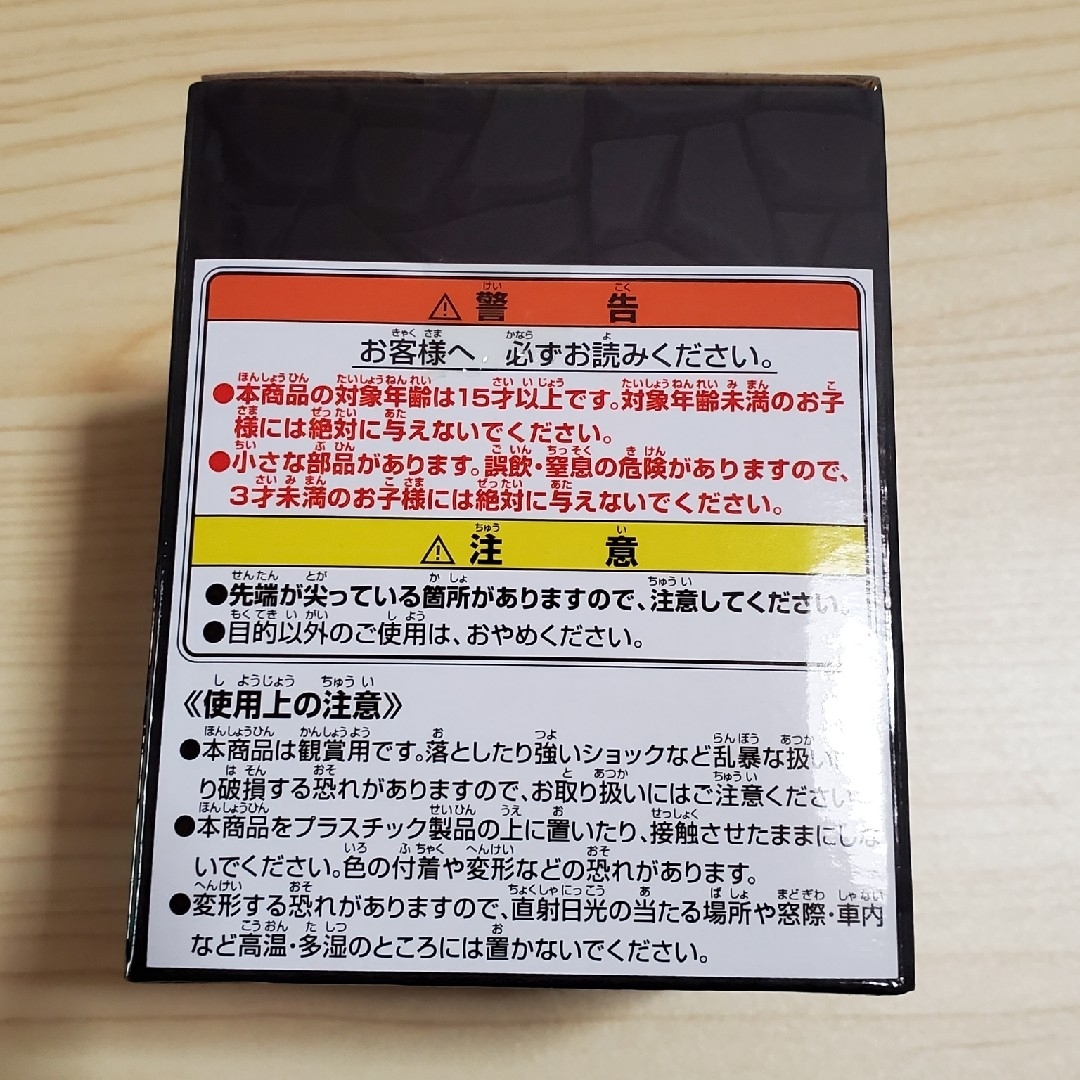 ⚠警告
お客様へ 必ずお読みください。
●本商品の対象年齢は15才以上です。対象年齢未満のお子
様には絶対に与えないでください。
●小さな部品があります。誤飲・窒息の危険がありますので、
3才未満のお子様には絶対に与えないでください。
⚠注意
●先端が尖っている箇所がありますので、注意してください。
●目的以外のご使用は、おやめください。
《使用上の注意》
●本商品は観賞用です。落としたり強いショックなど乱暴な扱い
り破損する恐れがありますので、お取り扱いにはご注意ください
●本商品をプラスチック製品の上に置いたり、接触させたままにしな
いでください。色の付着や変形などの恐れがあります。
●変形する恐れがありますので、直射日光の当たる場所や窓際・車内
など高温・多湿のところには置かないでください。